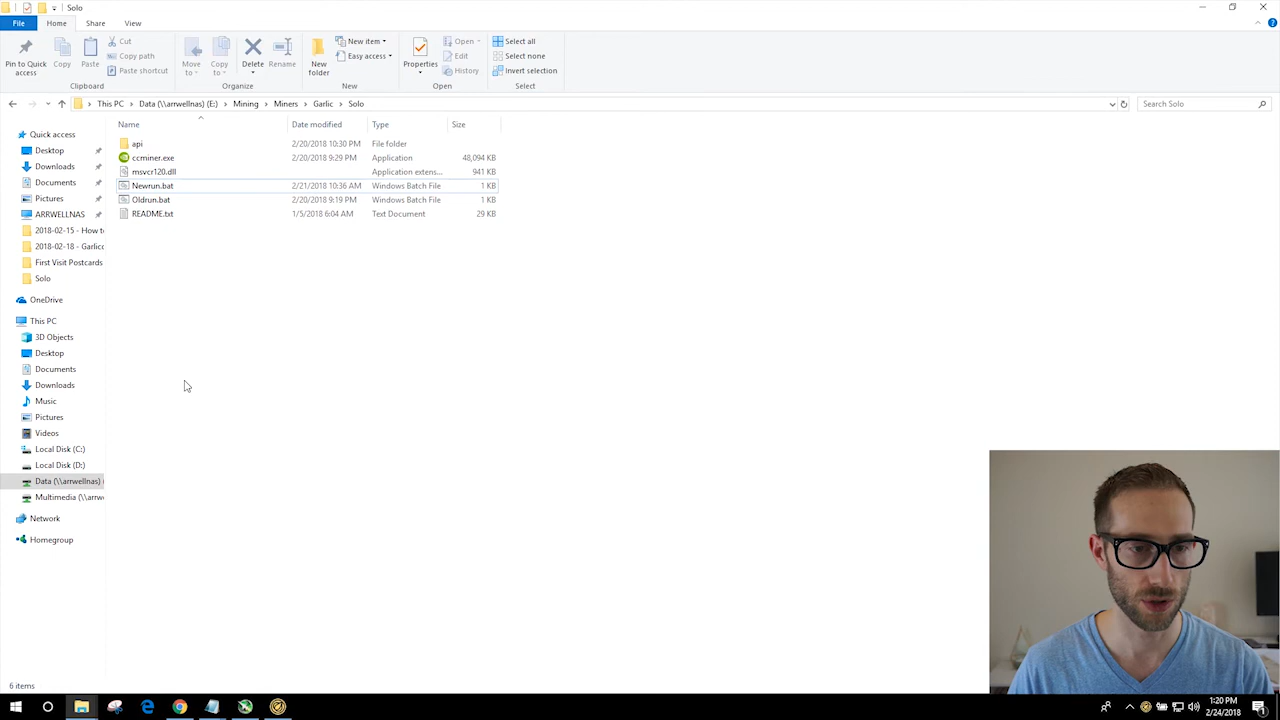 Solo
File Home Share View
Pin to Quick access
Copy
Paste
Cut
Copy path
Paste shortcut
Clipboard
Move to
Copy to
Delete
Rename
Organize
New folder
New item
Easy access
New
Properties
Open
Edit
History
Open
Select all
Select none
Invert selection
Select
This PC > Data (\\arrwellnas) (E:) > Mining > Miners > Garlic > Solo
Search Solo
Name Date modified Type Size
api 2/20/2018 10:30 PM File folder
ccminer.exe 2/20/2018 9:29 PM Application 48,094 KB
msvcr120.dll Application extens... 941 KB
Newrun.bat 2/21/2018 10:36 AM Windows Batch File 1 KB
Oldrun.bat 2/20/2018 9:19 PM Windows Batch File 1 KB
README.txt 1/5/2018 6:04 AM Text Document 29 KB
Quick access
Desktop
Downloads
Documents
Pictures
ARRWELLNAS
2018-02-15 - How to
2018-02-18 - Garlicc
First Visit Postcards
Solo
OneDrive
This PC
3D Objects
Desktop
Documents
Downloads
Music
Pictures
Videos
Local Disk (C:)
Local Disk (D:)
Data (\\arrwellnas) (
Multimedia (\\arrw
Network
Homegroup
6 items
1:20 PM
2/24/2018